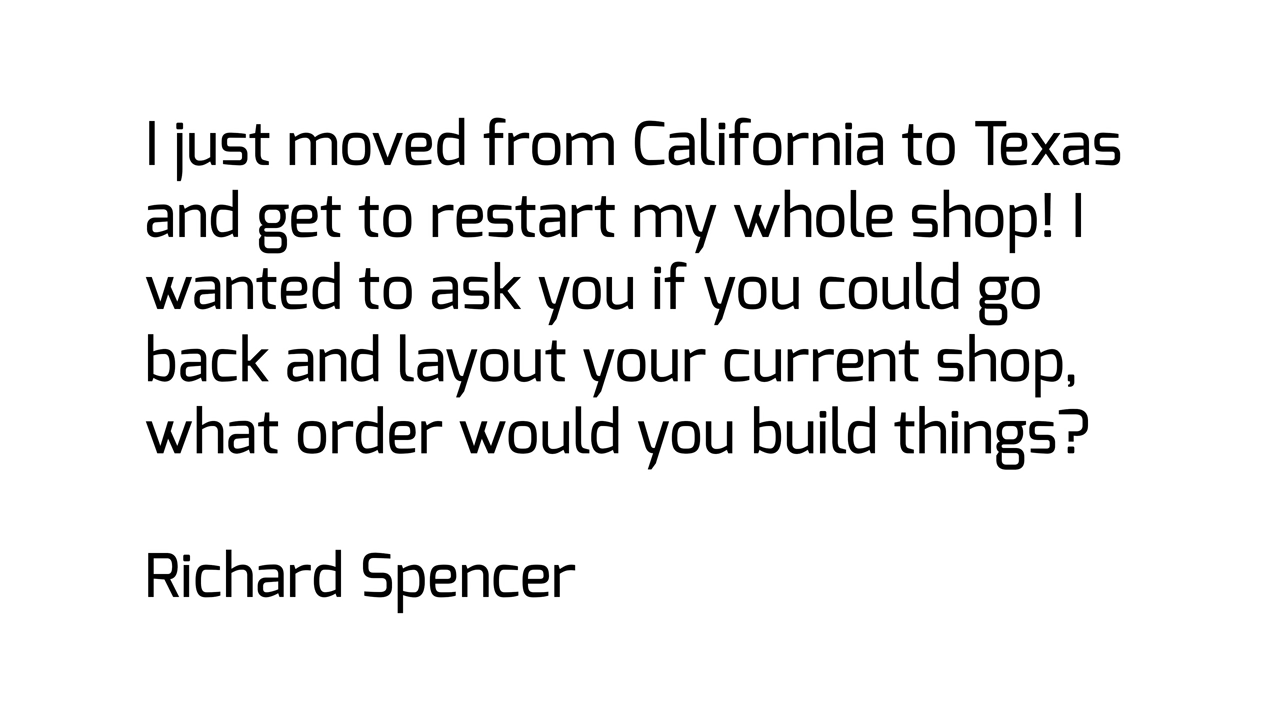 I just moved from California to Texas
and get to restart my whole shop! I
wanted to ask you if you could go
back and layout your current shop,
what order would you build things?
Richard Spencer